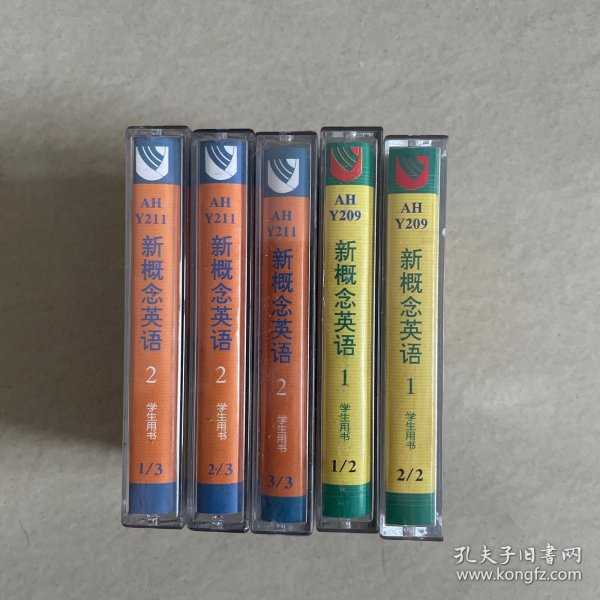 AH
Y211
新概念英语
2
学生用书
1/3
AH
Y211
新概念英语
2
学生用书
2/3
AH
Y211
新概念英语
2
学生用书
3/3
AH
Y209
新概念英语
1
学生用书
1/2
AH
Y209
新概念英语
1
学生用书
2/2
孔夫子旧書网
www.kongfz.com